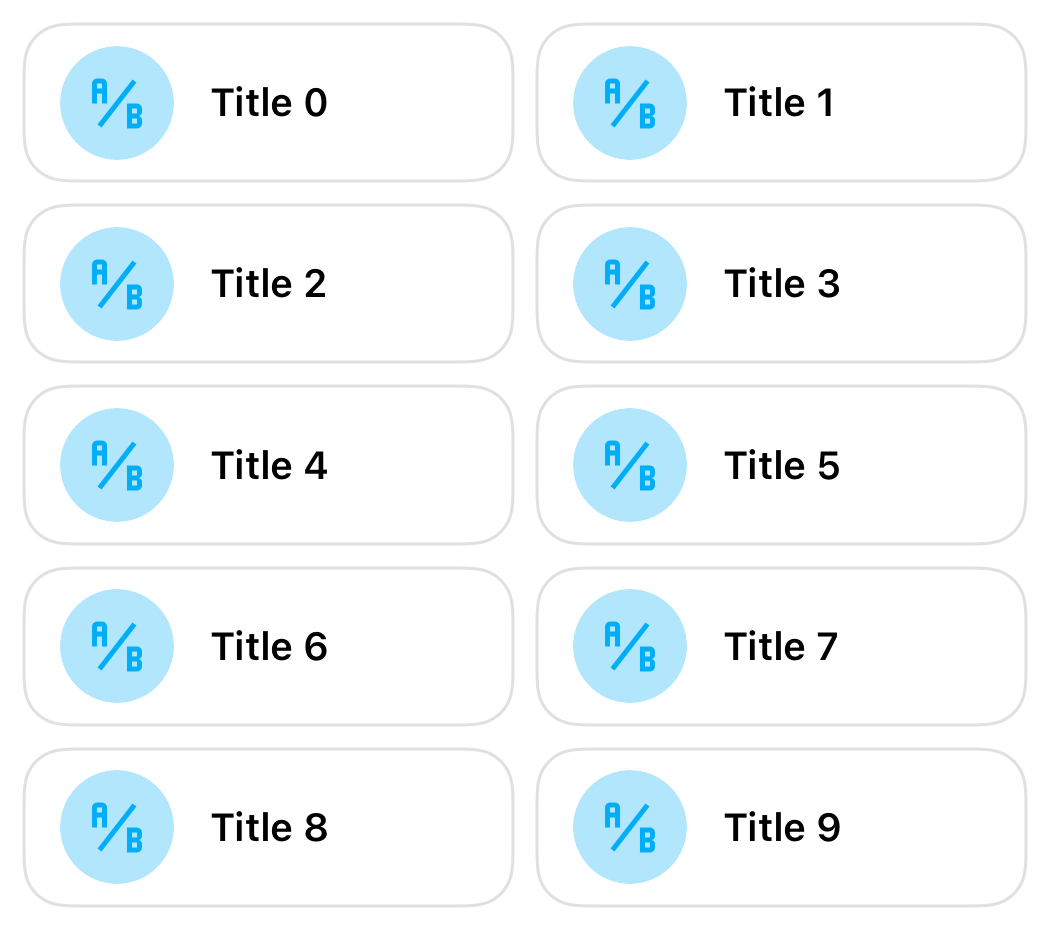 A/B Title 0
A/B Title 1
A/B Title 2
A/B Title 3
A/B Title 4
A/B Title 5
A/B Title 6
A/B Title 7
A/B Title 8
A/B Title 9